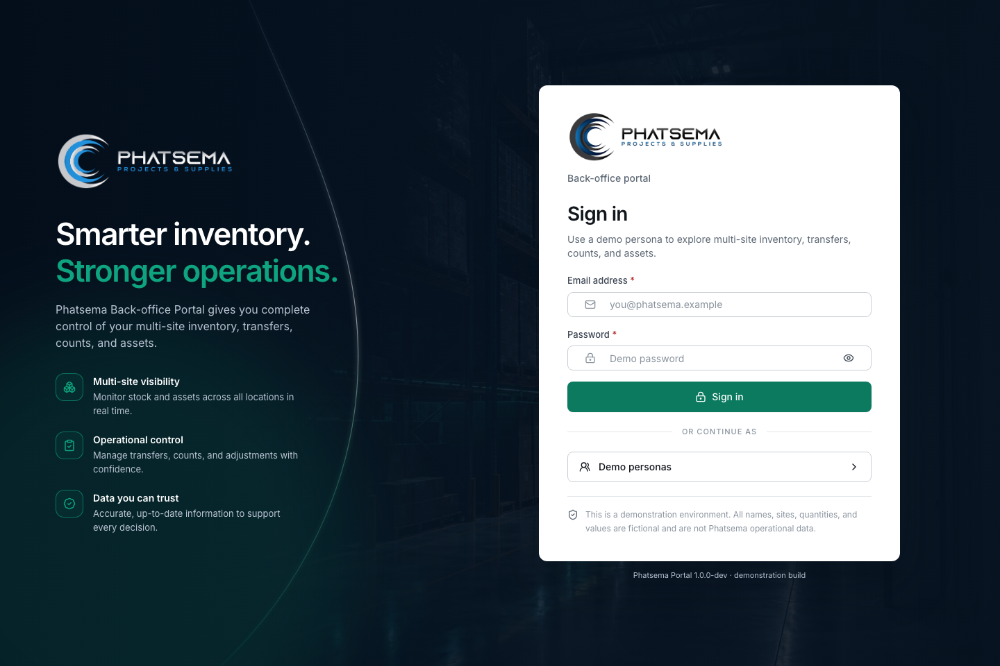 PHATSEMA
PROJECTS & SUPPLIES
Smarter inventory.
Stronger operations.
Phatsema Back-office Portal gives you complete
control of your multi-site inventory, transfers,
counts, and assets.
Multi-site visibility
Monitor stock and assets across all locations in
real time.
Operational control
Manage transfers, counts, and adjustments with
confidence.
Data you can trust
Accurate, up-to-date information to support
every decision.
PHATSEMA
PROJECTS & SUPPLIES
Back-office portal
Sign in
Use a demo persona to explore multi-site inventory, transfers,
counts, and assets.
Email address *
you@phatsema.example
Password *
Demo password
Sign in
OR CONTINUE AS
Demo personas
This is a demonstration environment. All names, sites, quantities, and
values are fictional and are not Phatsema operational data.
Phatsema Portal 1.0.0-dev · demonstration build